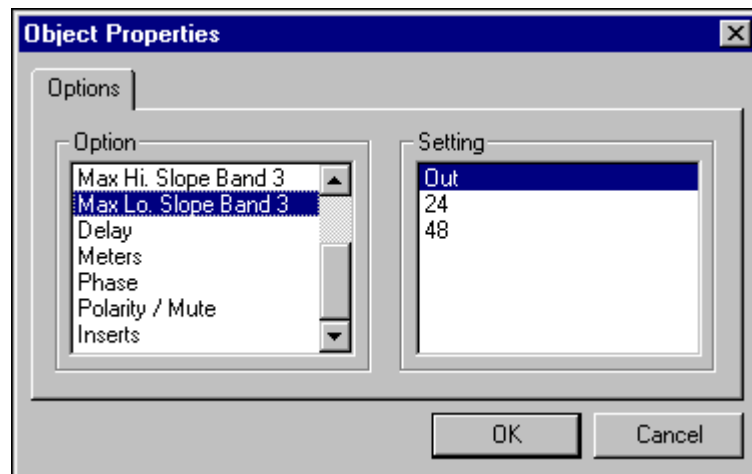 Object Properties
Options
Option
Max Hi. Slope Band 3
Max Lo. Slope Band 3
Delay
Meters
Phase
Polarity / Mute
Inserts
Setting
Out
24
48
OK
Cancel